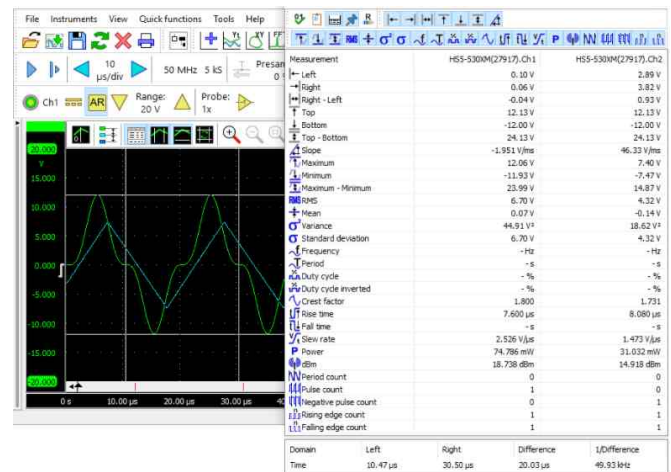 File Instruments View Quick functions Tools Help
10
µs/div
50 MHz 5 kS
Ch1
AR
Range:
20 V
Probe:
1x
20.000
V
15.000
10.000
5.000
0.000
-5.000
-10.000
-15.000
-20.000
0 s 10.00 µs 20.00 µs 30.00 µs
Measurement HS5-530XM(27917).Ch1 HS5-530XM(27917).Ch2
Left 0.10 V 2.89 V
Right 0.06 V 3.82 V
Right - Left -0.04 V 0.93 V
Top 12.13 V 12.13 V
Bottom -12.00 V -12.00 V
Top - Bottom 24.13 V 24.13 V
Slope -1.951 V/ms 46.33 V/ms
Maximum 12.06 V 7.40 V
Minimum -11.93 V -7.47 V
Maximum - Minimum 23.99 V 14.87 V
RMS RMS 6.70 V 4.32 V
Mean 0.07 V -0.14 V
σ² Variance 44.91 V² 18.62 V²
σ Standard deviation 6.70 V 4.32 V
Frequency - Hz - Hz
Period - s - s
Duty cycle - % - %
Duty cycle inverted - % - %
Crest factor 1.800 1.731
Rise time 7.600 µs 8.080 µs
Fall time - s - s
Slew rate 2.526 V/µs 1.473 V/µs
P Power 74.786 mW 31.032 mW
dBm 18.738 dBm 14.918 dBm
Period count 0 0
Pulse count 1 0
Negative pulse count 0 1
Rising edge count 1 1
Falling edge count 1 1
Domain Left Right Difference 1/Difference
Time 10.47 µs 30.50 µs 20.03 µs 49.93 kHz